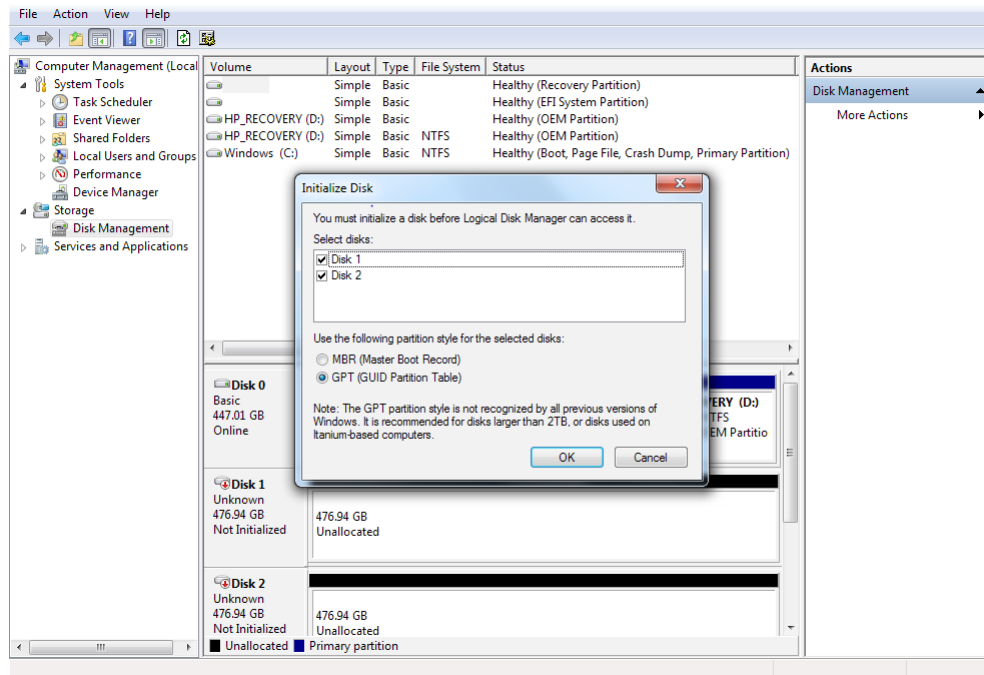 File Action View Help
Computer Management (Local
System Tools
Task Scheduler
Event Viewer
Shared Folders
Local Users and Groups
Performance
Device Manager
Storage
Disk Management
Services and Applications
Volume Layout Type File System Status
Simple Basic Healthy (Recovery Partition)
Simple Basic Healthy (EFI System Partition)
HP_RECOVERY (D:) Simple Basic Healthy (OEM Partition)
HP_RECOVERY (D:) Simple Basic NTFS Healthy (OEM Partition)
Windows (C:) Simple Basic NTFS Healthy (Boot, Page File, Crash Dump, Primary Partition)
Initialize Disk
You must initialize a disk before Logical Disk Manager can access it.
Select disks:
Disk 1
Disk 2
Use the following partition style for the selected disks:
MBR (Master Boot Record)
GPT (GUID Partition Table)
Note: The GPT partition style is not recognized by all previous versions of
Windows. It is recommended for disks larger than 2TB, or disks used on
Itanium-based computers.
OK Cancel
Disk 0
Basic
447.01 GB
Online
ERY (D:)
TFS
EM Partitio
Disk 1
Unknown
476.94 GB
Not Initialized
476.94 GB
Unallocated
Disk 2
Unknown
476.94 GB
Not Initialized
476.94 GB
Unallocated
Unallocated Primary partition
Actions
Disk Management
More Actions